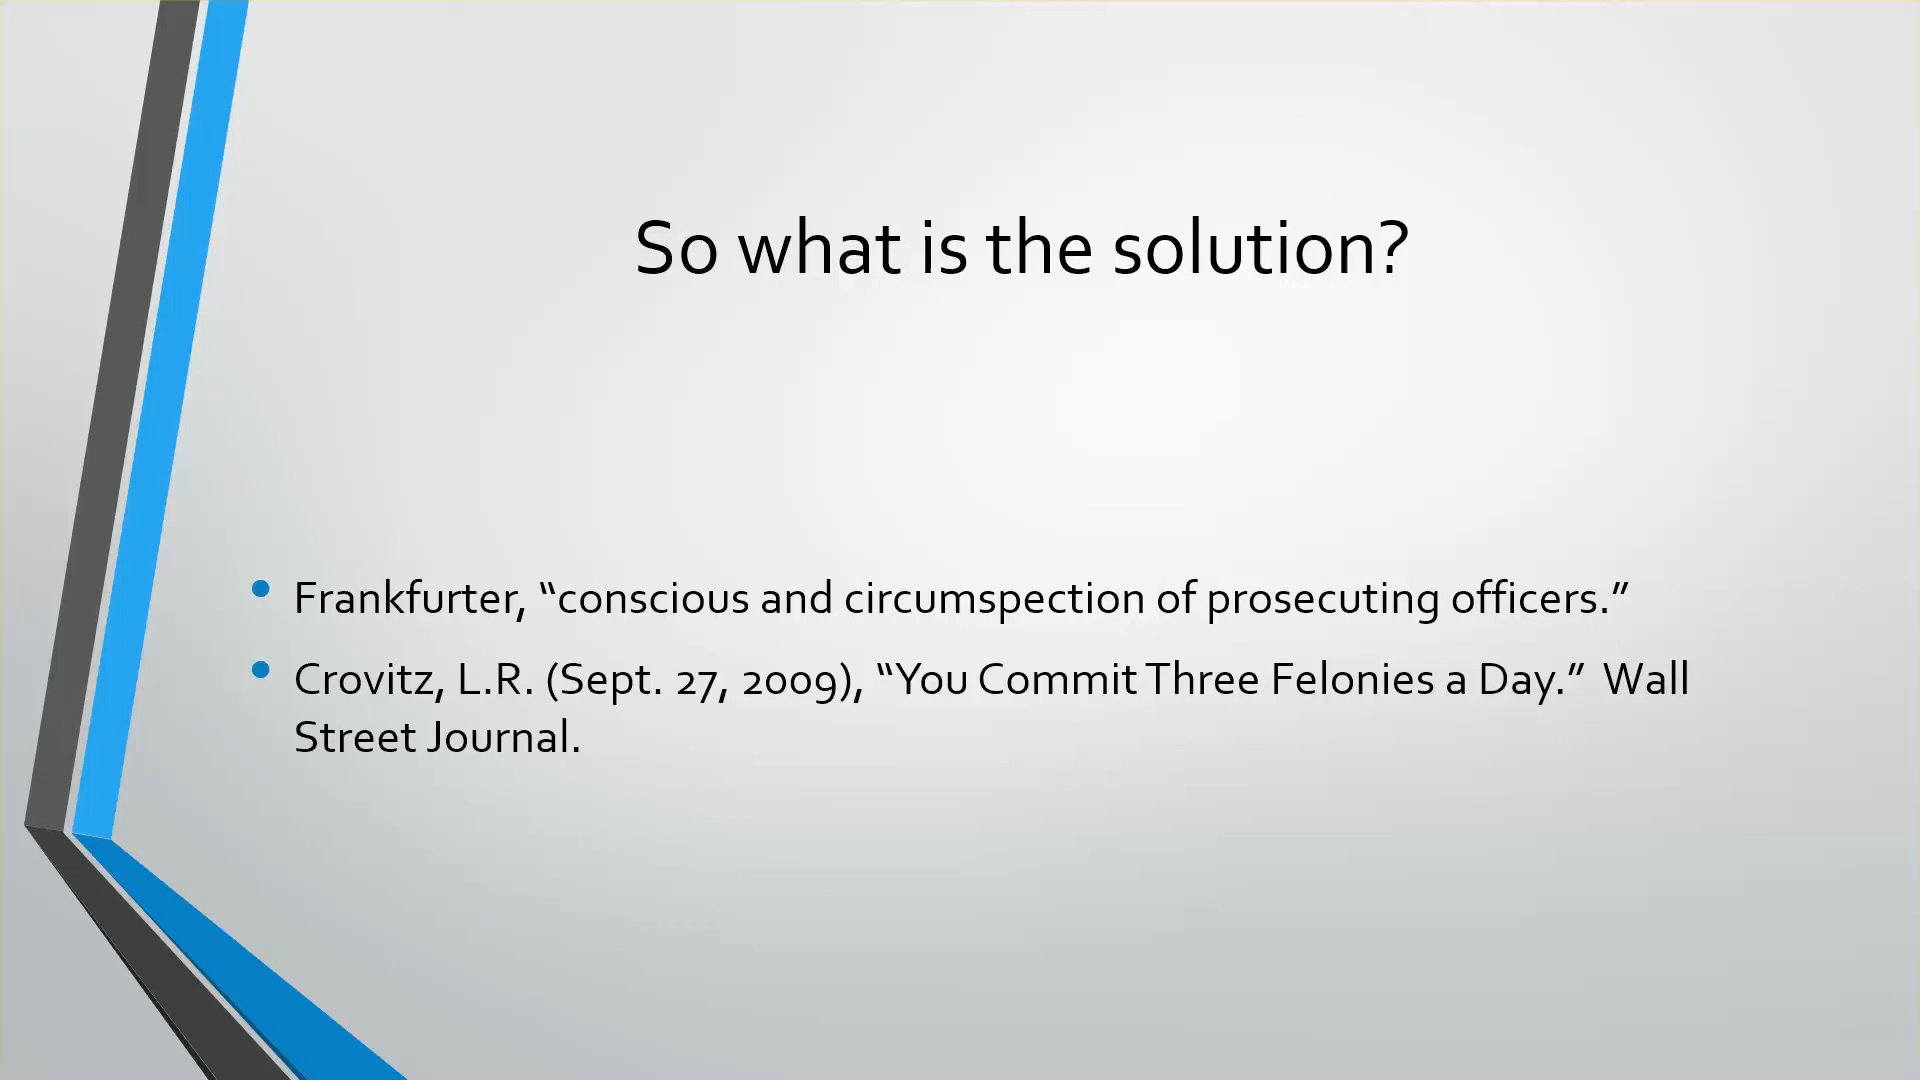 So what is the solution?
Frankfurter, “conscious and circumspection of prosecuting officers.”
Crovitz, L.R. (Sept. 27, 2009), “You Commit Three Felonies a Day.”  Wall
Street Journal.